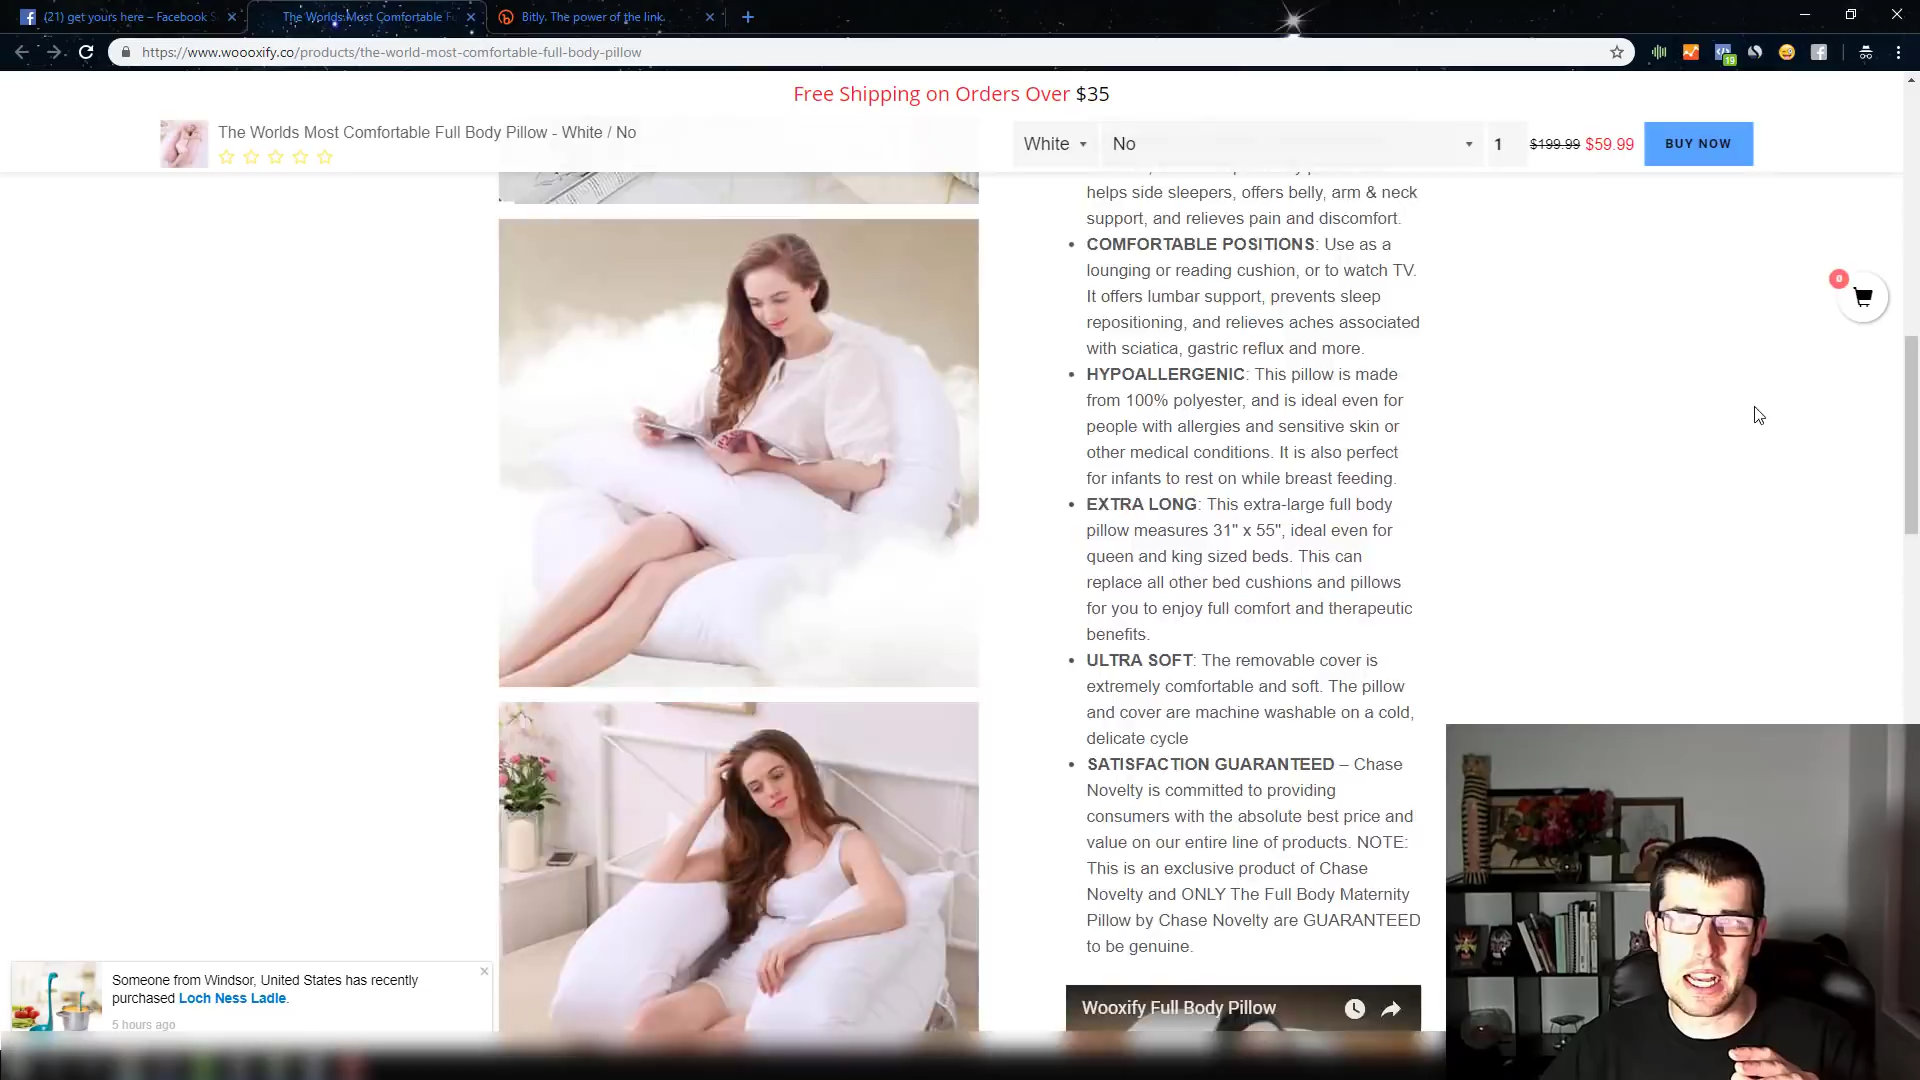 (21) get yours here – Facebook S
The Worlds Most Comfortable Fu
Bitly. The power of the link.
https://www.woooxify.co/products/the-world-most-comfortable-full-body-pillow
19
Free Shipping on Orders Over $35
The Worlds Most Comfortable Full Body Pillow - White / No
White
No
1
$199.99 $59.99
BUY NOW
0
helps side sleepers, offers belly, arm & neck
support, and relieves pain and discomfort.
• COMFORTABLE POSITIONS: Use as a
lounging or reading cushion, or to watch TV.
It offers lumbar support, prevents sleep
repositioning, and relieves aches associated
with sciatica, gastric reflux and more.
• HYPOALLERGENIC: This pillow is made
from 100% polyester, and is ideal even for
people with allergies and sensitive skin or
other medical conditions. It is also perfect
for infants to rest on while breast feeding.
• EXTRA LONG: This extra-large full body
pillow measures 31" x 55", ideal even for
queen and king sized beds. This can
replace all other bed cushions and pillows
for you to enjoy full comfort and therapeutic
benefits.
• ULTRA SOFT: The removable cover is
extremely comfortable and soft. The pillow
and cover are machine washable on a cold,
delicate cycle
• SATISFACTION GUARANTEED – Chase
Novelty is committed to providing
consumers with the absolute best price and
value on our entire line of products. NOTE:
This is an exclusive product of Chase
Novelty and ONLY The Full Body Maternity
Pillow by Chase Novelty are GUARANTEED
to be genuine.
Wooxify Full Body Pillow
Someone from Windsor, United States has recently
purchased Loch Ness Ladle.
5 hours ago